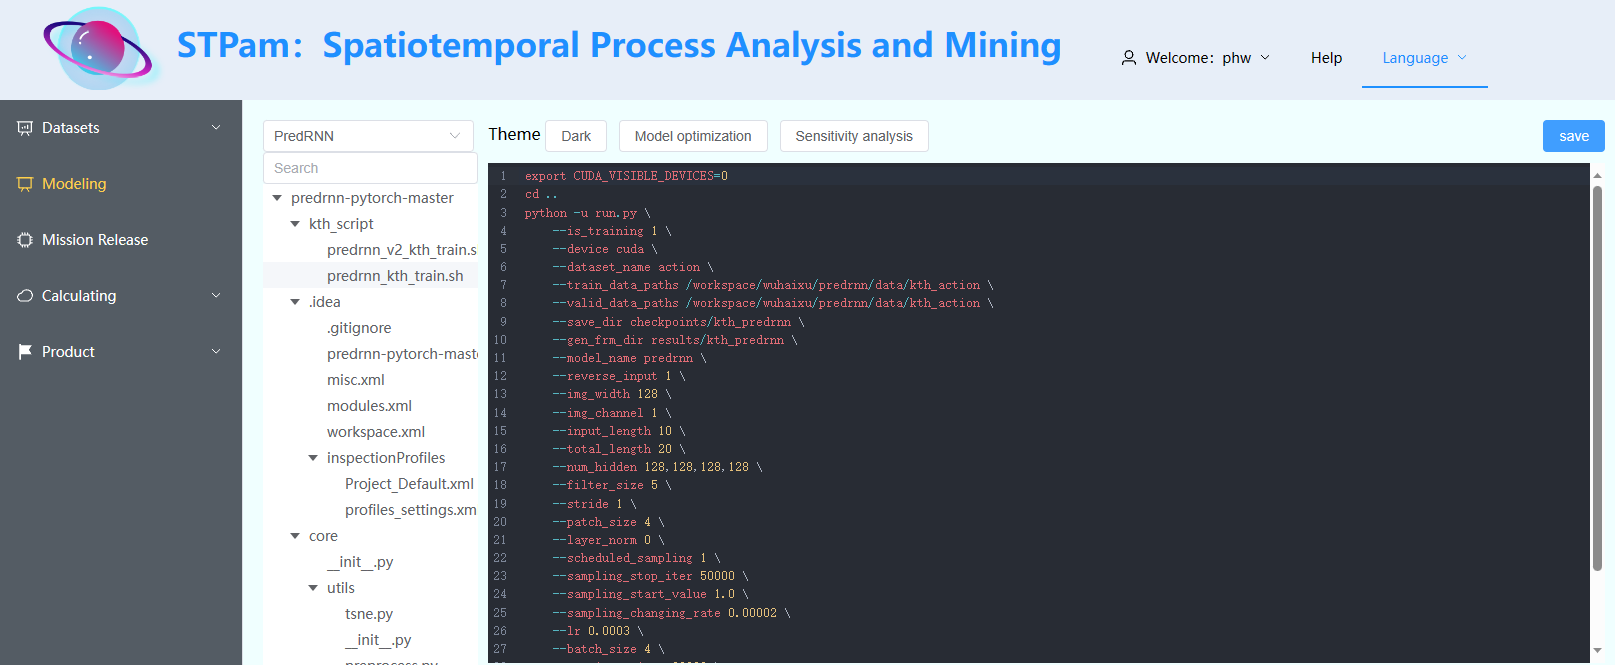 STPam：Spatiotemporal Process Analysis and Mining
Welcome：phw
Help
Language
Datasets
Modeling
Mission Release
Calculating
Product
PredRNN
Theme
Dark
Model optimization
Sensitivity analysis
save
Search
predrnn-pytorch-master
kth_script
predrnn_v2_kth_train.s
predrnn_kth_train.sh
.idea
.gitignore
predrnn-pytorch-mast
misc.xml
modules.xml
workspace.xml
inspectionProfiles
Project_Default.xml
profiles_settings.xm
core
__init__.py
utils
tsne.py
__init__.py
preprocess.py
1 export CUDA_VISIBLE_DEVICES=0
2 cd ..
3 python -u run.py \
4 --is_training 1 \
5 --device cuda \
6 --dataset_name action \
7 --train_data_paths /workspace/wuhaixu/predrnn/data/kth_action \
8 --valid_data_paths /workspace/wuhaixu/predrnn/data/kth_action \
9 --save_dir checkpoints/kth_predrnn \
10 --gen_frm_dir results/kth_predrnn \
11 --model_name predrnn \
12 --reverse_input 1 \
13 --img_width 128 \
14 --img_channel 1 \
15 --input_length 10 \
16 --total_length 20 \
17 --num_hidden 128,128,128,128 \
18 --filter_size 5 \
19 --stride 1 \
20 --patch_size 4 \
21 --layer_norm 0 \
22 --scheduled_sampling 1 \
23 --sampling_stop_iter 50000 \
24 --sampling_start_value 1.0 \
25 --sampling_changing_rate 0.00002 \
26 --lr 0.0003 \
27 --batch_size 4 \